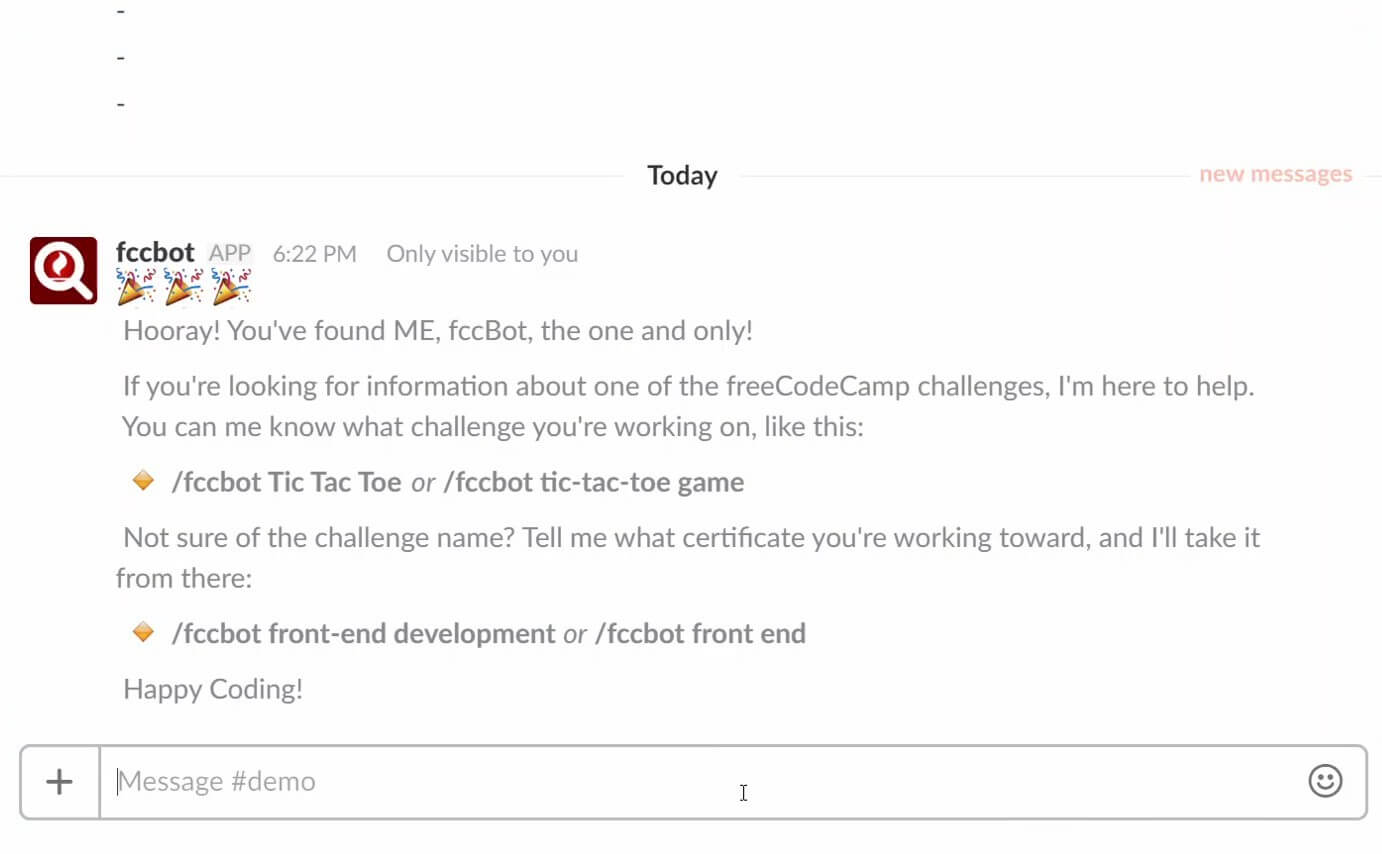 -
-
-
Today
new messages
fccbot APP 6:22 PM Only visible to you
Hooray! You've found ME, fccBot, the one and only!
If you're looking for information about one of the freeCodeCamp challenges, I'm here to help.
You can me know what challenge you're working on, like this:
/fccbot Tic Tac Toe or /fccbot tic-tac-toe game
Not sure of the challenge name? Tell me what certificate you're working toward, and I'll take it
from there:
/fccbot front-end development or /fccbot front end
Happy Coding!
Message #demo